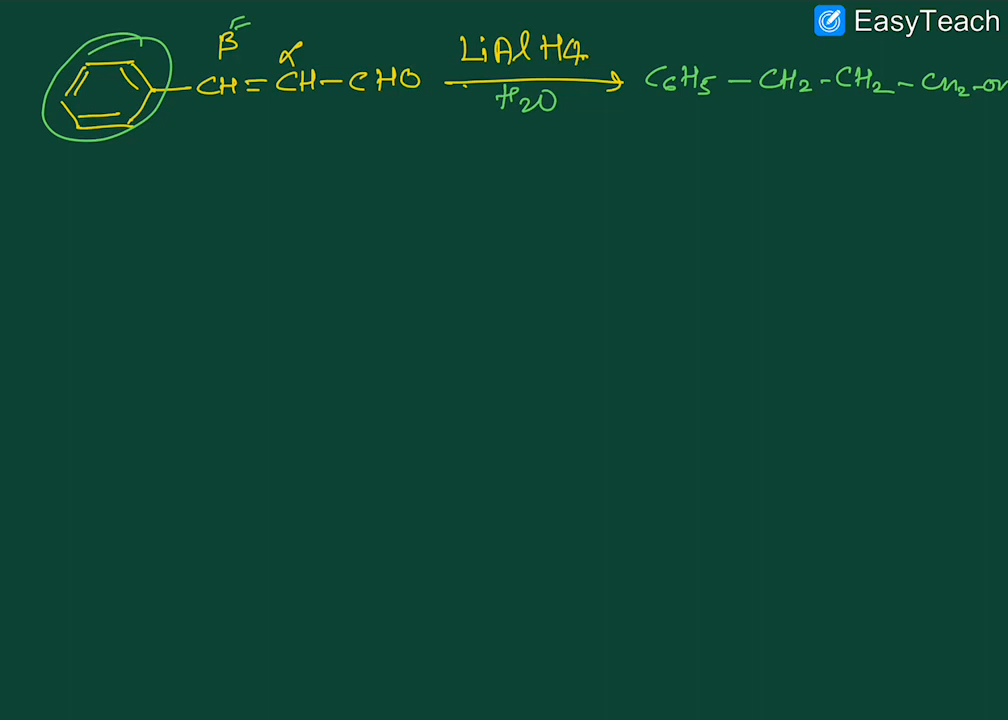 EasyTeach
β α
CH = CH - CHO LiAlH4 C6H5 - CH2 - CH2 - CH2 - OH
H2O